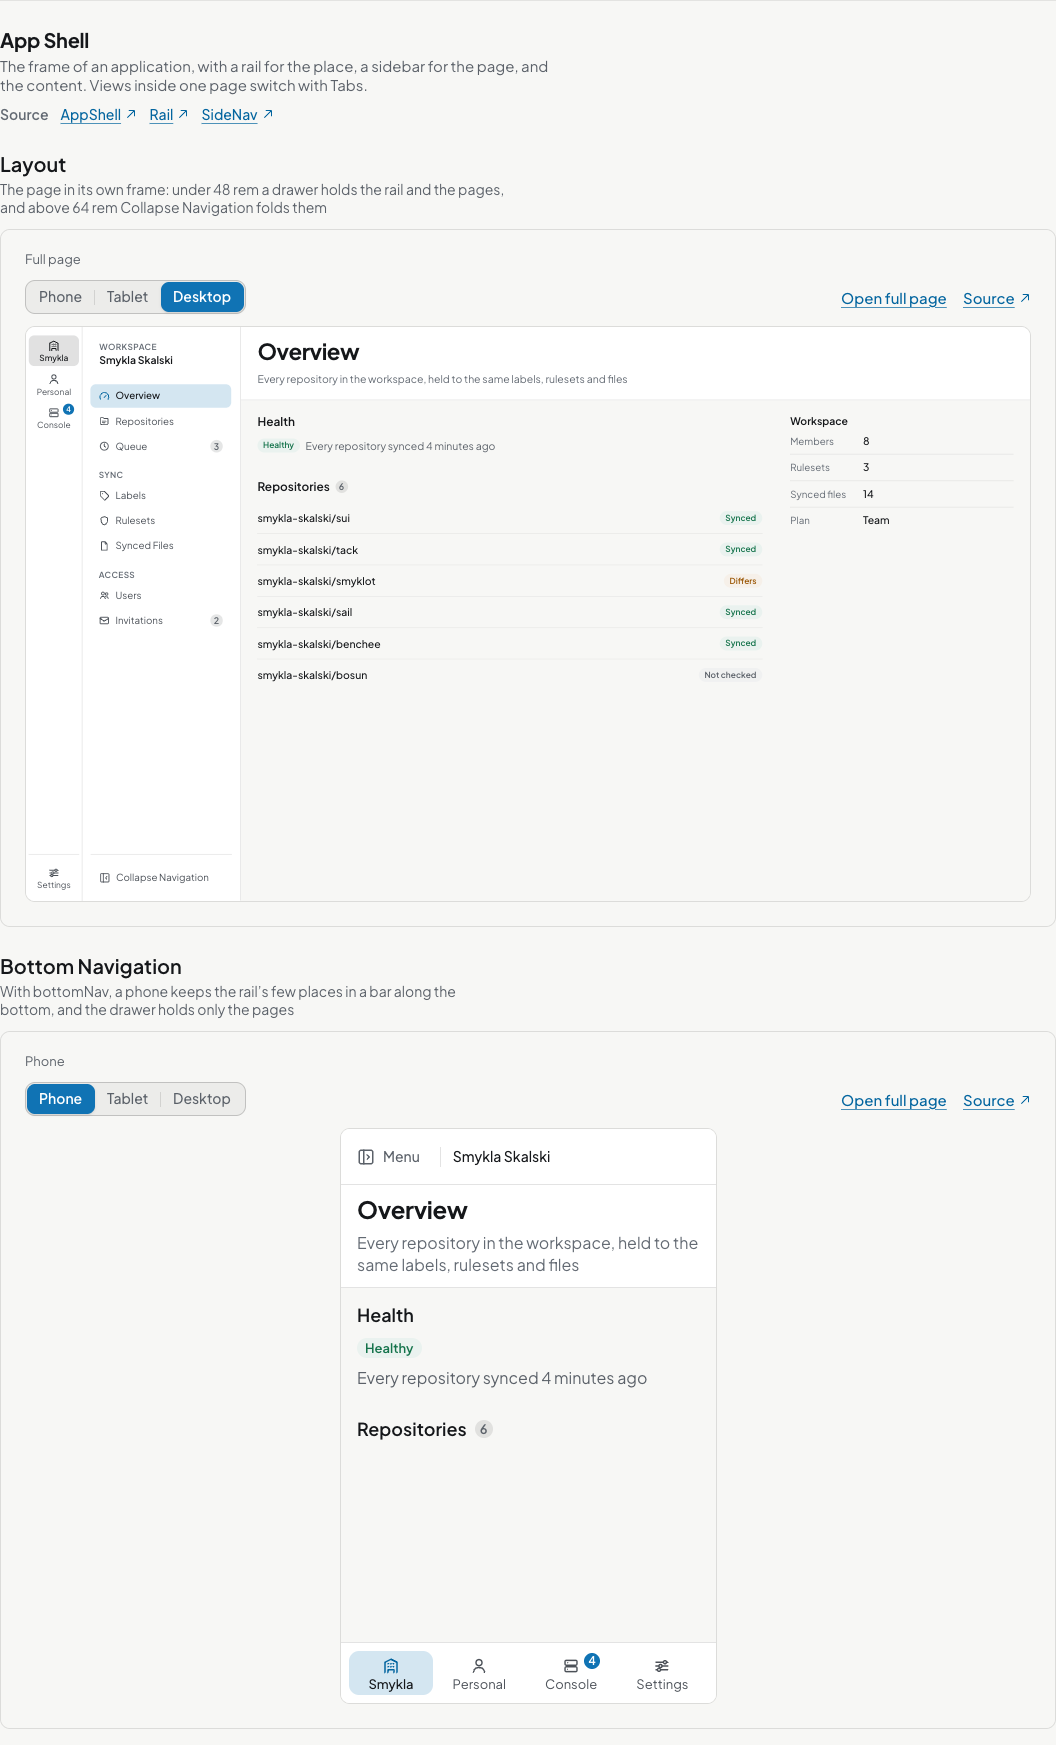 App Shell
The frame of an application, with a rail for the place, a sidebar for the page, and
the content. Views inside one page switch with Tabs.
Source AppShell Rail SideNav
Layout
The page in its own frame: under 48 rem a drawer holds the rail and the pages,
and above 64 rem Collapse Navigation folds them
Full page
Phone Tablet Desktop
Open full page Source
Smykla
Personal
4
Console
Settings
WORKSPACE
Smykla Skalski
Overview
Repositories
Queue 3
SYNC
Labels
Rulesets
Synced Files
ACCESS
Users
Invitations 2
Collapse Navigation
Overview
Every repository in the workspace, held to the same labels, rulesets and files
Health
Healthy Every repository synced 4 minutes ago
Repositories 6
smykla-skalski/sui Synced
smykla-skalski/tack Synced
smykla-skalski/smyklot Differs
smykla-skalski/sail Synced
smykla-skalski/benchee Synced
smykla-skalski/bosun Not checked
Workspace
Members 8
Rulesets 3
Synced files 14
Plan Team
Bottom Navigation
With bottomNav, a phone keeps the rail's few places in a bar along the
bottom, and the drawer holds only the pages
Phone
Phone Tablet Desktop
Open full page Source
Menu Smykla Skalski
Overview
Every repository in the workspace, held to the
same labels, rulesets and files
Health
Healthy
Every repository synced 4 minutes ago
Repositories 6
4
Smykla Personal Console Settings